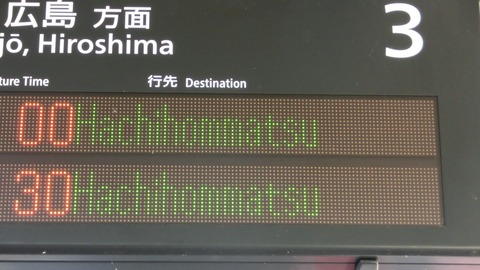 広島 方面 3
jō, Hiroshima
ture Time 行先 Destination
00 Hachihommatsu
30 Hachihommatsu